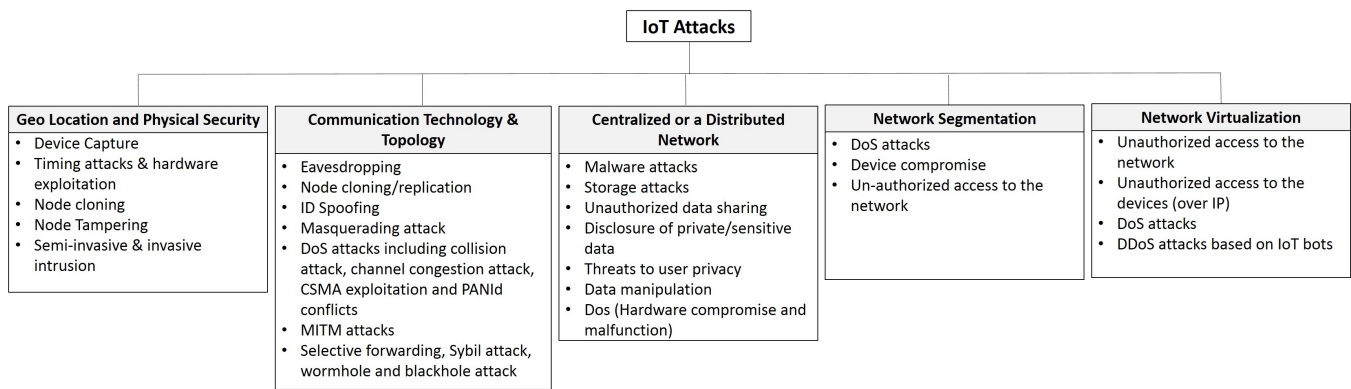 IoT Attacks
Geo Location and Physical Security
• Device Capture
• Timing attacks & hardware
exploitation
• Node cloning
• Node Tampering
• Semi-invasive & invasive
intrusion
Communication Technology &
Topology
• Eavesdropping
• Node cloning/replication
• ID Spoofing
• Masquerading attack
• DoS attacks including collision
attack, channel congestion attack,
CSMA exploitation and PANId
conflicts
• MITM attacks
• Selective forwarding, Sybil attack,
wormhole and blackhole attack
Centralized or a Distributed
Network
• Malware attacks
• Storage attacks
• Unauthorized data sharing
• Disclosure of private/sensitive
data
• Threats to user privacy
• Data manipulation
• Dos (Hardware compromise and
malfunction)
Network Segmentation
• DoS attacks
• Device compromise
• Un-authorized access to the
network
Network Virtualization
• Unauthorized access to the
network
• Unauthorized access to the
devices (over IP)
• DoS attacks
• DDoS attacks based on IoT bots